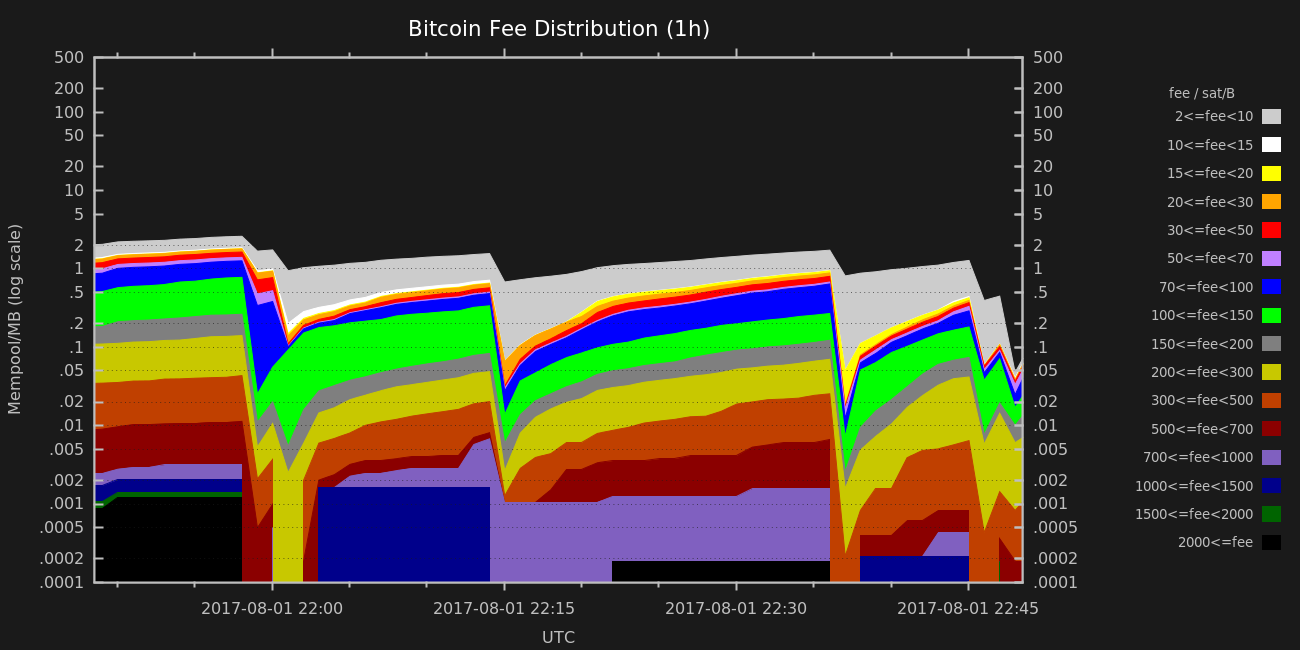 Bitcoin Fee Distribution (1h)
Mempool/MB (log scale)
500
200
100
50
20
10
5
2
1
.5
.2
.1
.05
.02
.01
.005
.002
.001
.0005
.0002
.0001
500
200
100
50
20
10
5
2
1
.5
.2
.1
.05
.02
.01
.005
.002
.001
.0005
.0002
.0001
2017-08-01 22:00
2017-08-01 22:15
2017-08-01 22:30
2017-08-01 22:45
UTC
fee / sat/B
2<=fee<10
10<=fee<15
15<=fee<20
20<=fee<30
30<=fee<50
50<=fee<70
70<=fee<100
100<=fee<150
150<=fee<200
200<=fee<300
300<=fee<500
500<=fee<700
700<=fee<1000
1000<=fee<1500
1500<=fee<2000
2000<=fee